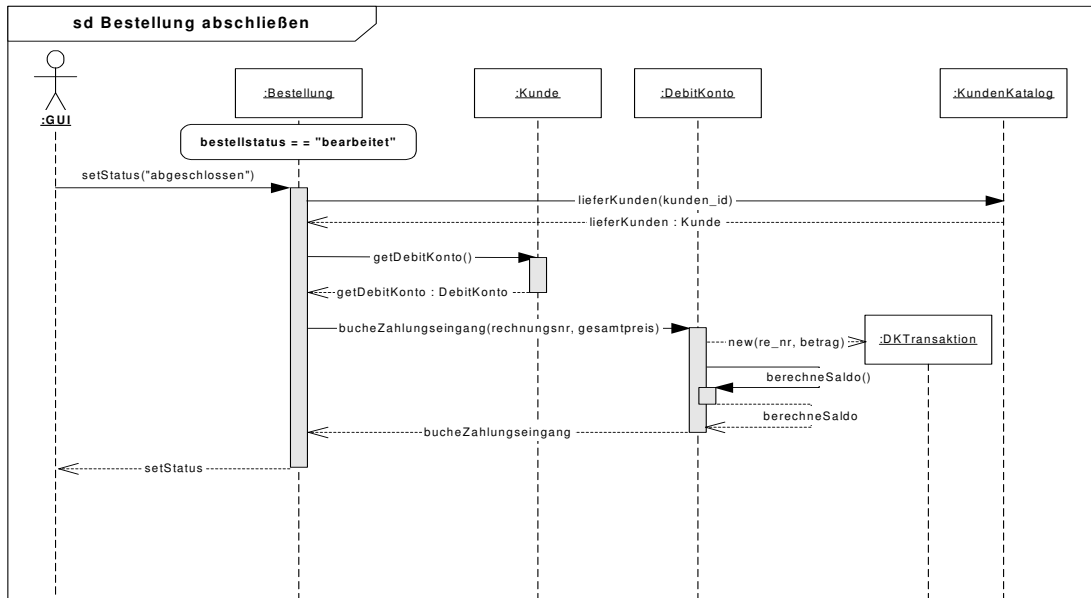 sd Bestellung abschließen
:GUI
:Bestellung
:Kunde
:DebitKonto
:KundenKatalog
bestellstatus = = "bearbeitet"
setStatus("abgeschlossen")
lieferKunden(kunden_id)
lieferKunden : Kunde
getDebitKonto()
getDebitKonto : DebitKonto
bucheZahlungseingang(rechnungsnr, gesamtpreis)
new(re_nr, betrag)
:DKTransaktion
berechneSaldo()
berechneSaldo
bucheZahlungseingang
setStatus